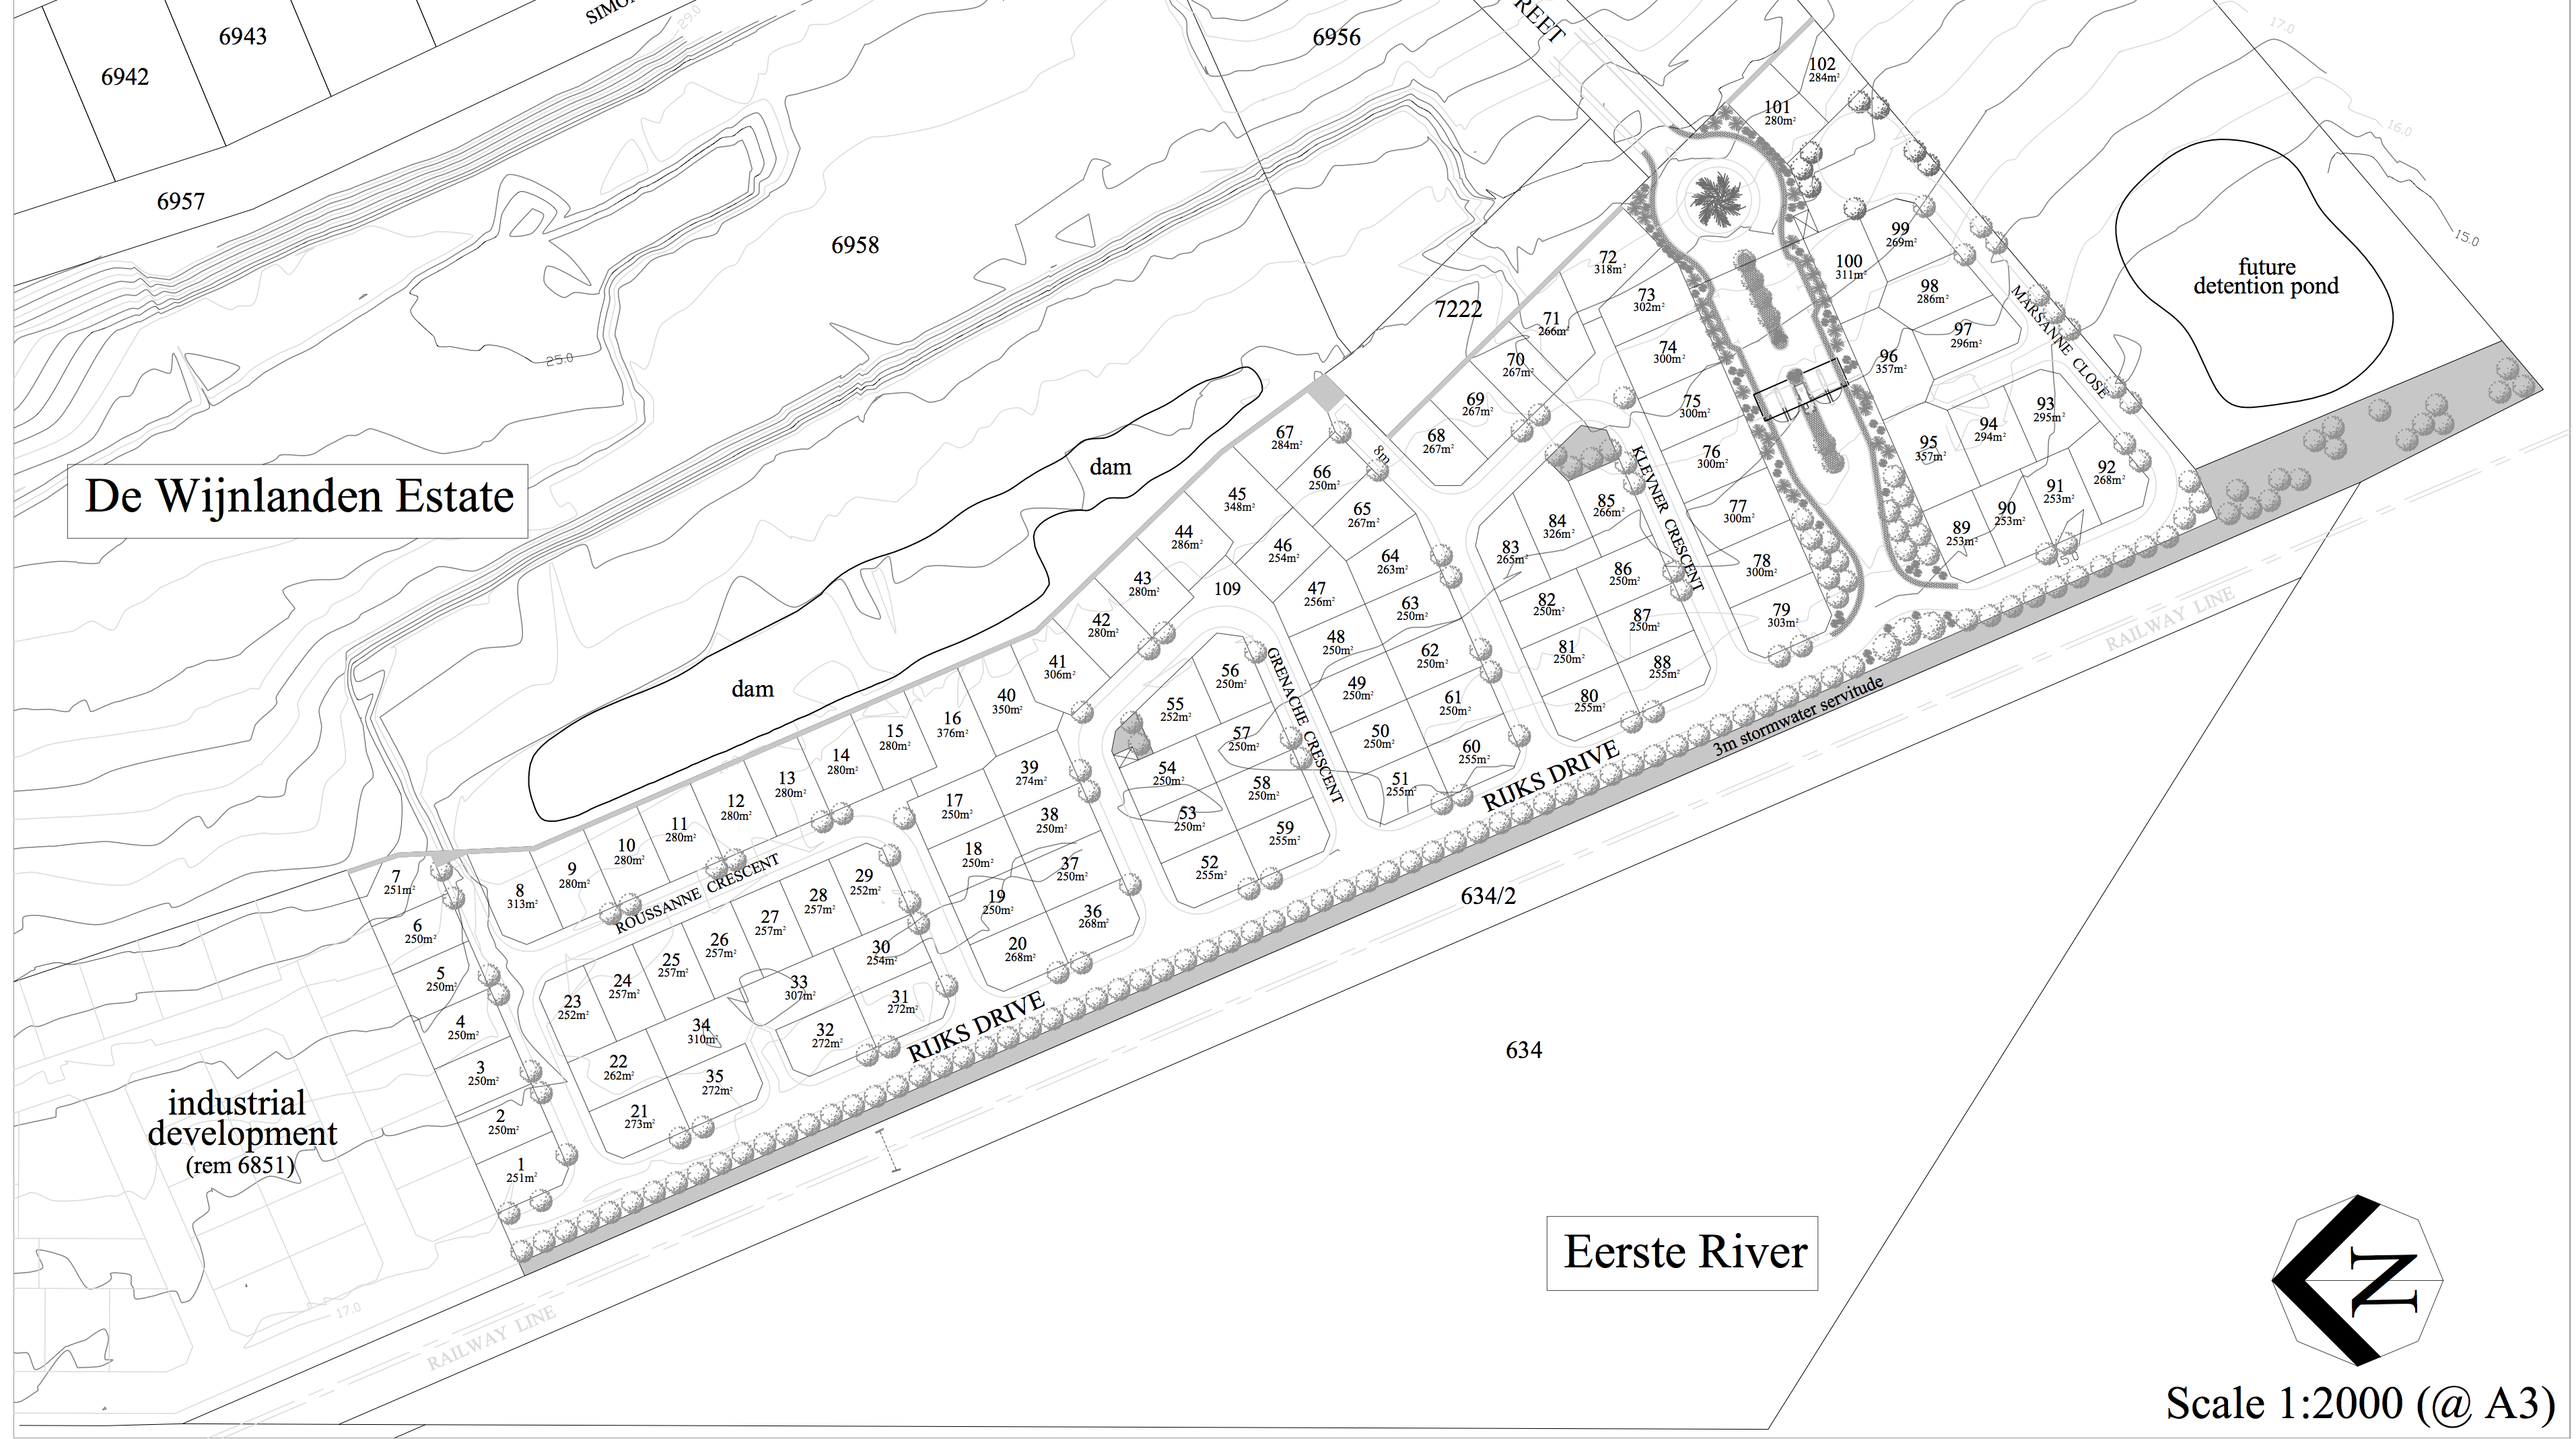 6942
6943
29.0
6956
102
284m²
17.0
101
280m²
16.0
6957
6958
99
269m²
15.0
72
318m²
100
311m²
future
detention pond
98
286m²
73
302m²
7222
71
266m²
MARSANNE CLOSE
97
296m²
25.0
70
267m²
74
300m²
96
357m²
69
267m²
75
300m²
93
295m²
67
284m²
68
267m²
8m
94
294m²
95
357m²
76
300m²
dam
66
250m²
KLEVNER CRESCENT
92
268m²
De Wijnlanden Estate
45
348m²
65
267m²
85
266m²
91
253m²
84
326m²
77
300m²
90
253m²
44
286m²
46
254m²
83
265m²
89
253m²
64
263m²
86
250m²
78
300m²
43
280m²
109
47
256m²
82
250m²
63
250m²
87
250m²
79
303m²
RAILWAY LINE
42
280m²
48
250m²
62
250m²
81
250m²
88
255m²
41
306m²
56
250m²
GRENACHE CRESCENT
49
250m²
61
250m²
80
255m²
dam
40
350m²
55
252m²
3m stormwater servitude
16
376m²
57
250m²
50
250m²
15
280m²
60
255m²
14
280m²
39
274m²
54
250m²
51
255m²
RIJKS DRIVE
13
280m²
58
250m²
12
280m²
17
250m²
38
250m²
53
250m²
11
280m²
59
255m²
10
280m²
18
250m²
37
250m²
52
255m²
9
280m²
ROUSSANNE CRESCENT
29
252m²
7
251m²
8
313m²
28
257m²
19
250m²
634/2
27
257m²
36
268m²
6
250m²
26
257m²
30
254m²
20
268m²
5
250m²
25
257m²
24
257m²
33
307m²
23
252m²
31
272m²
RIJKS DRIVE
4
250m²
34
310m²
32
272m²
634
3
250m²
22
262m²
35
272m²
industrial
development
(rem 6851)
2
250m²
21
273m²
1
251m²
Eerste River
N
17.0
RAILWAY LINE
Scale 1:2000 (@ A3)